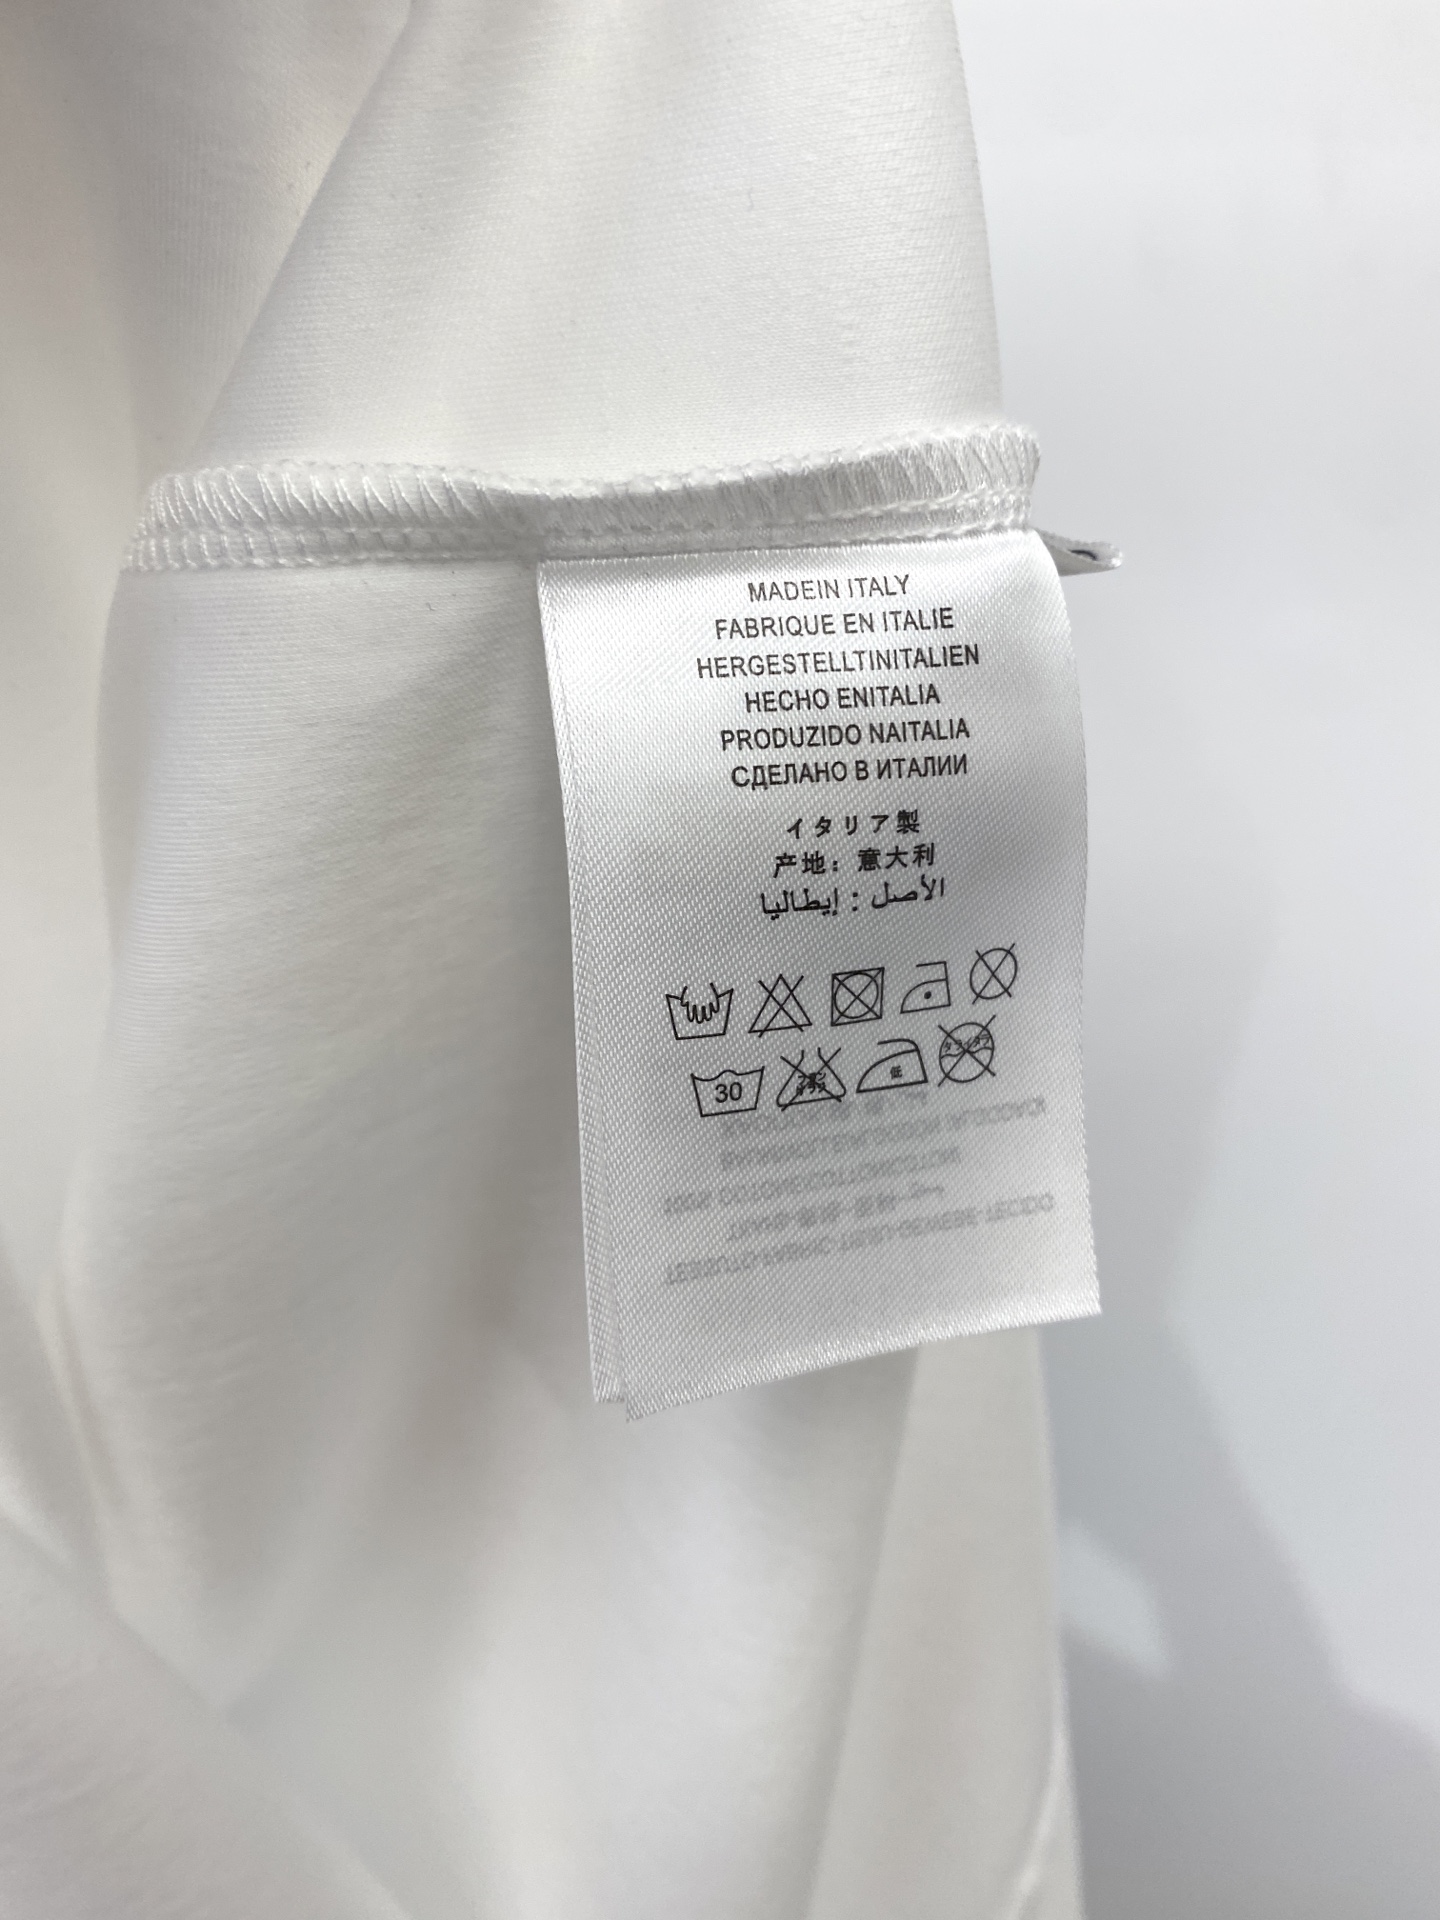 MADEIN ITALY
FABRIQUE EN ITALIE
HERGESTELLTINITALIEN
HECHO ENITALIA
PRODUZIDO NAITALIA
СДЕЛАНО В ИТАЛИИ
イタリア製
产地：意大利
الأصل : إيطاليا
30 低